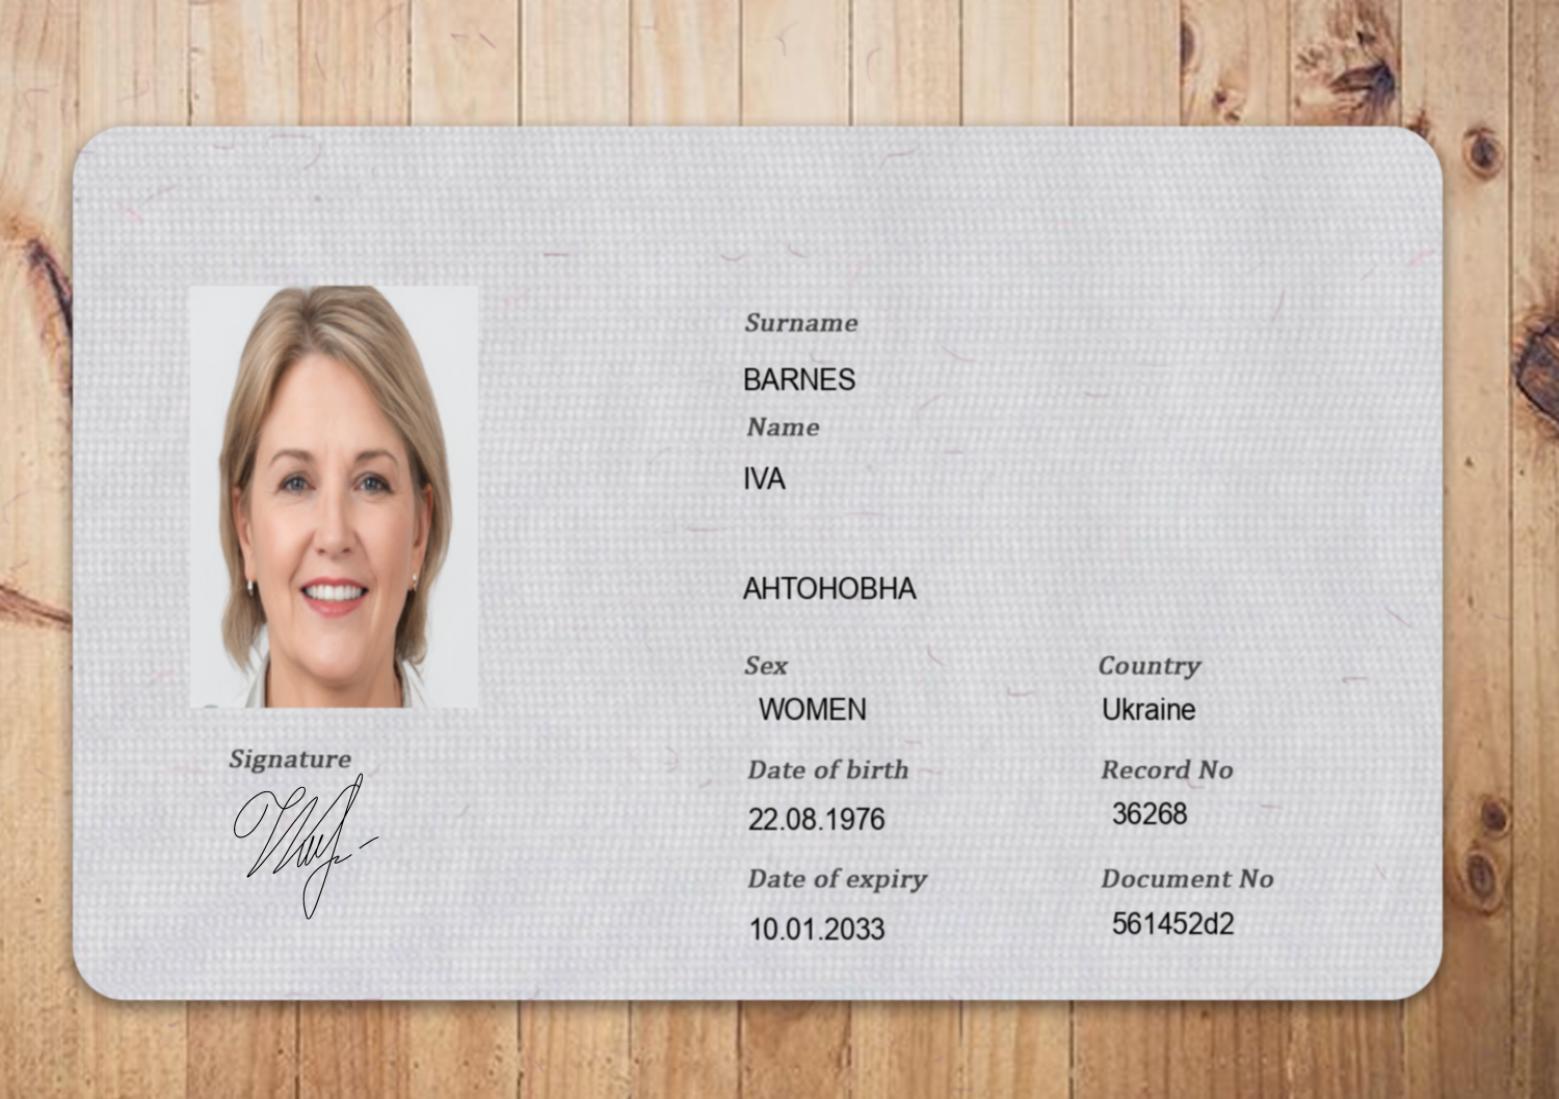 Surname
BARNES
Name
IVA
AHTOHOBHA
Sex
Country
WOMEN
Ukraine
Date of birth
Record No
22.08.1976
36268
Date of expiry
Document No
10.01.2033
561452d2
Signature